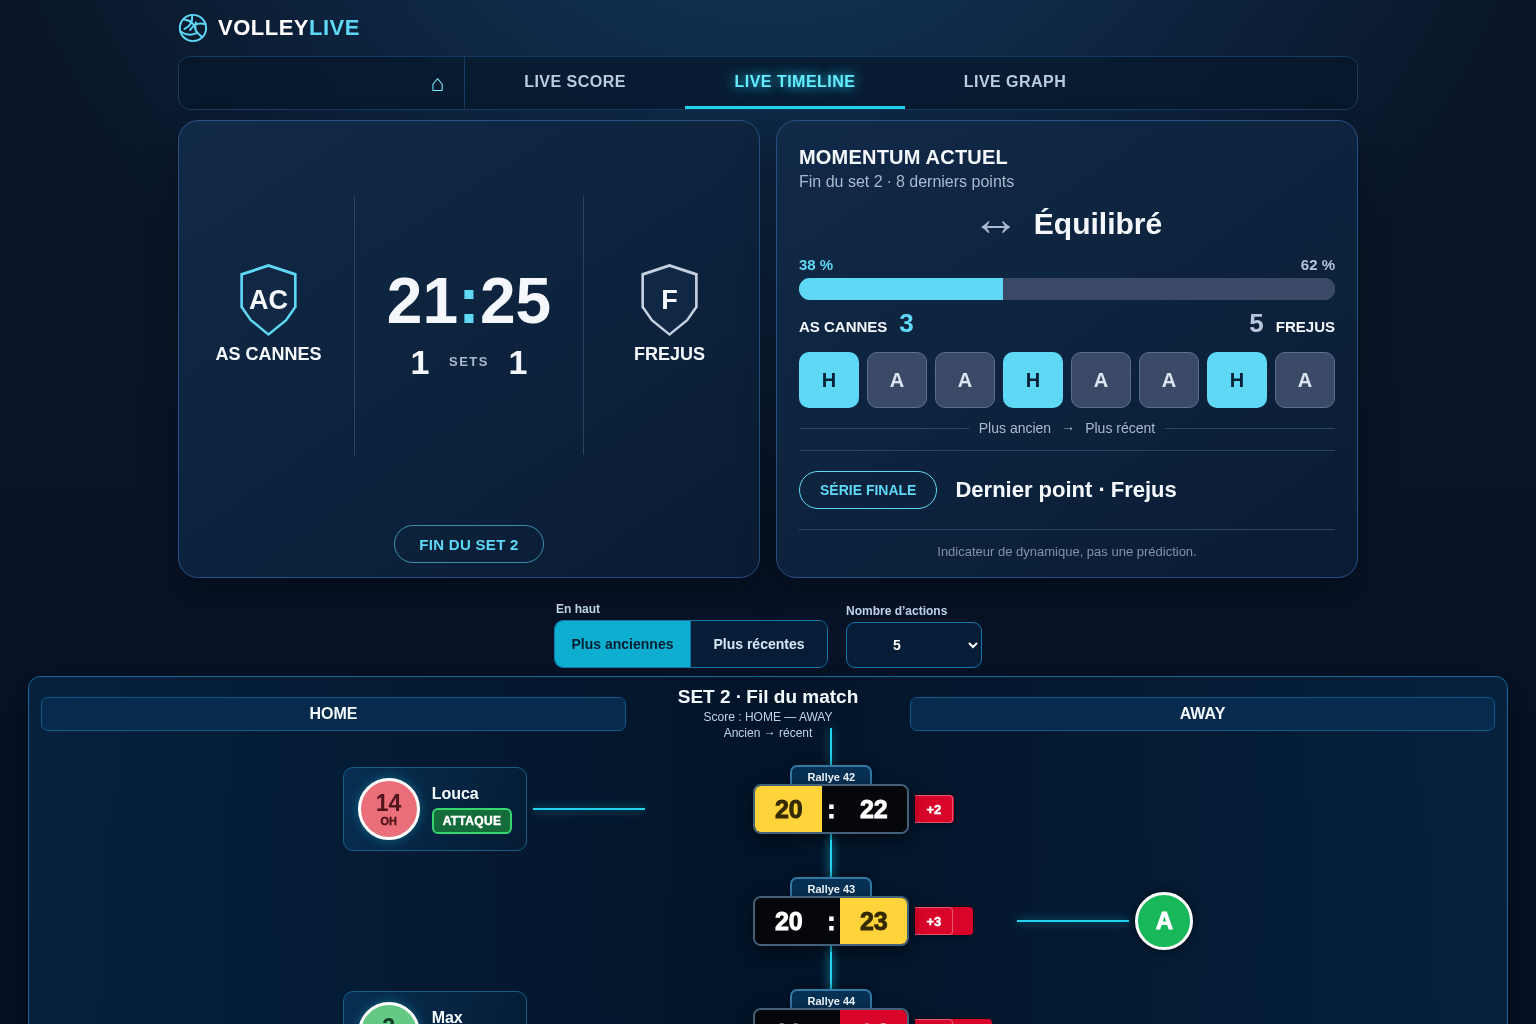 VOLLEYLIVE
LIVE SCORE
LIVE TIMELINE
LIVE GRAPH
AC
AS CANNES
21:25
1 SETS 1
F
FREJUS
FIN DU SET 2
MOMENTUM ACTUEL
Fin du set 2 · 8 derniers points
↔ Équilibré
38 % 62 %
AS CANNES 3 5 FREJUS
H A A H A A H A
Plus ancien → Plus récent
SÉRIE FINALE Dernier point · Frejus
Indicateur de dynamique, pas une prédiction.
En haut
Plus anciennes Plus récentes
Nombre d'actions
5
HOME
SET 2 · Fil du match
Score : HOME — AWAY
Ancien → récent
AWAY
14
OH
Louca
ATTAQUE
Rallye 42
20 : 22
+2
Rallye 43
20 : 23
+3
A
Max
Rallye 44